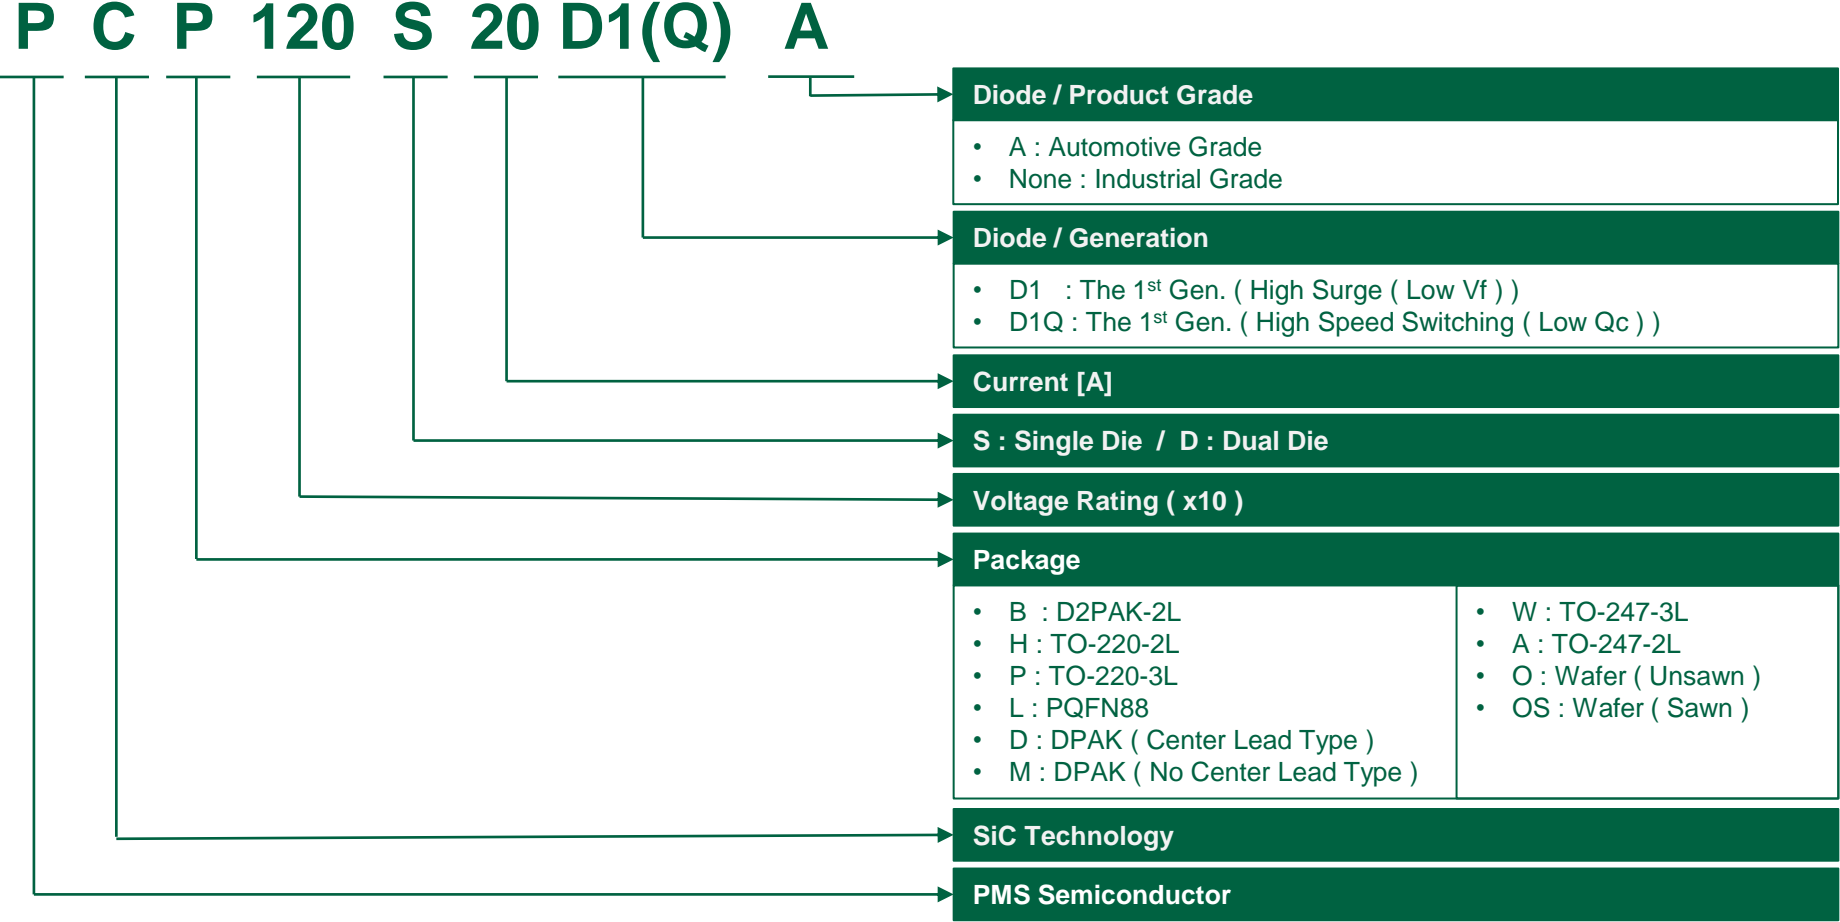 P C P 120 S 20 D1(Q) A
Diode / Product Grade
• A : Automotive Grade
• None : Industrial Grade
Diode / Generation
• D1 : The 1st Gen. ( High Surge ( Low Vf ) )
• D1Q : The 1st Gen. ( High Speed Switching ( Low Qc ) )
Current [A]
S : Single Die / D : Dual Die
Voltage Rating ( x10 )
Package
• B : D2PAK-2L
• H : TO-220-2L
• P : TO-220-3L
• L : PQFN88
• D : DPAK ( Center Lead Type )
• M : DPAK ( No Center Lead Type )
• W : TO-247-3L
• A : TO-247-2L
• O : Wafer ( Unsawn )
• OS : Wafer ( Sawn )
SiC Technology
PMS Semiconductor